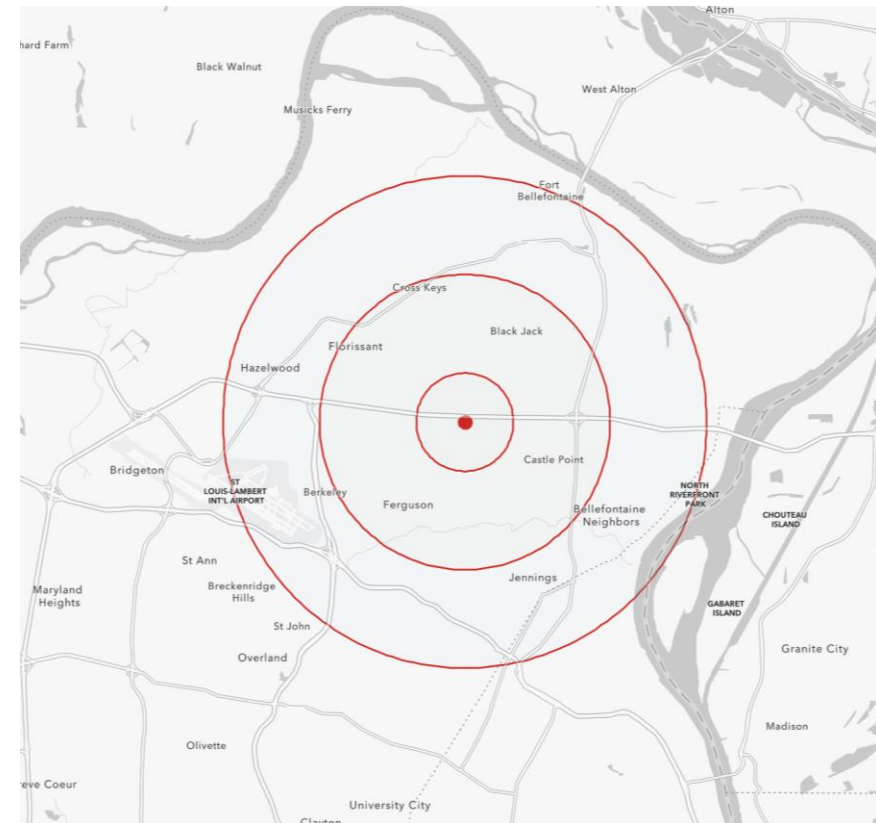 Alton
hard Farm
Black Walnut
West Alton
Musicks Ferry
Fort
Bellefontaine
Cross Keys
Black Jack
Florissant
Hazelwood
Castle Point
Bridgeton
ST
LOUIS-LAMBERT
INT'L AIRPORT
Berkeley
NORTH
RIVERFRONT
PARK
Ferguson
Bellefontaine
Neighbors
CHOUTEAU
ISLAND
St Ann
Jennings
Maryland
Heights
Breckenridge
Hills
GABARET
ISLAND
St John
Granite City
Overland
Madison
Olivette
eve Coeur
University City
Clayton